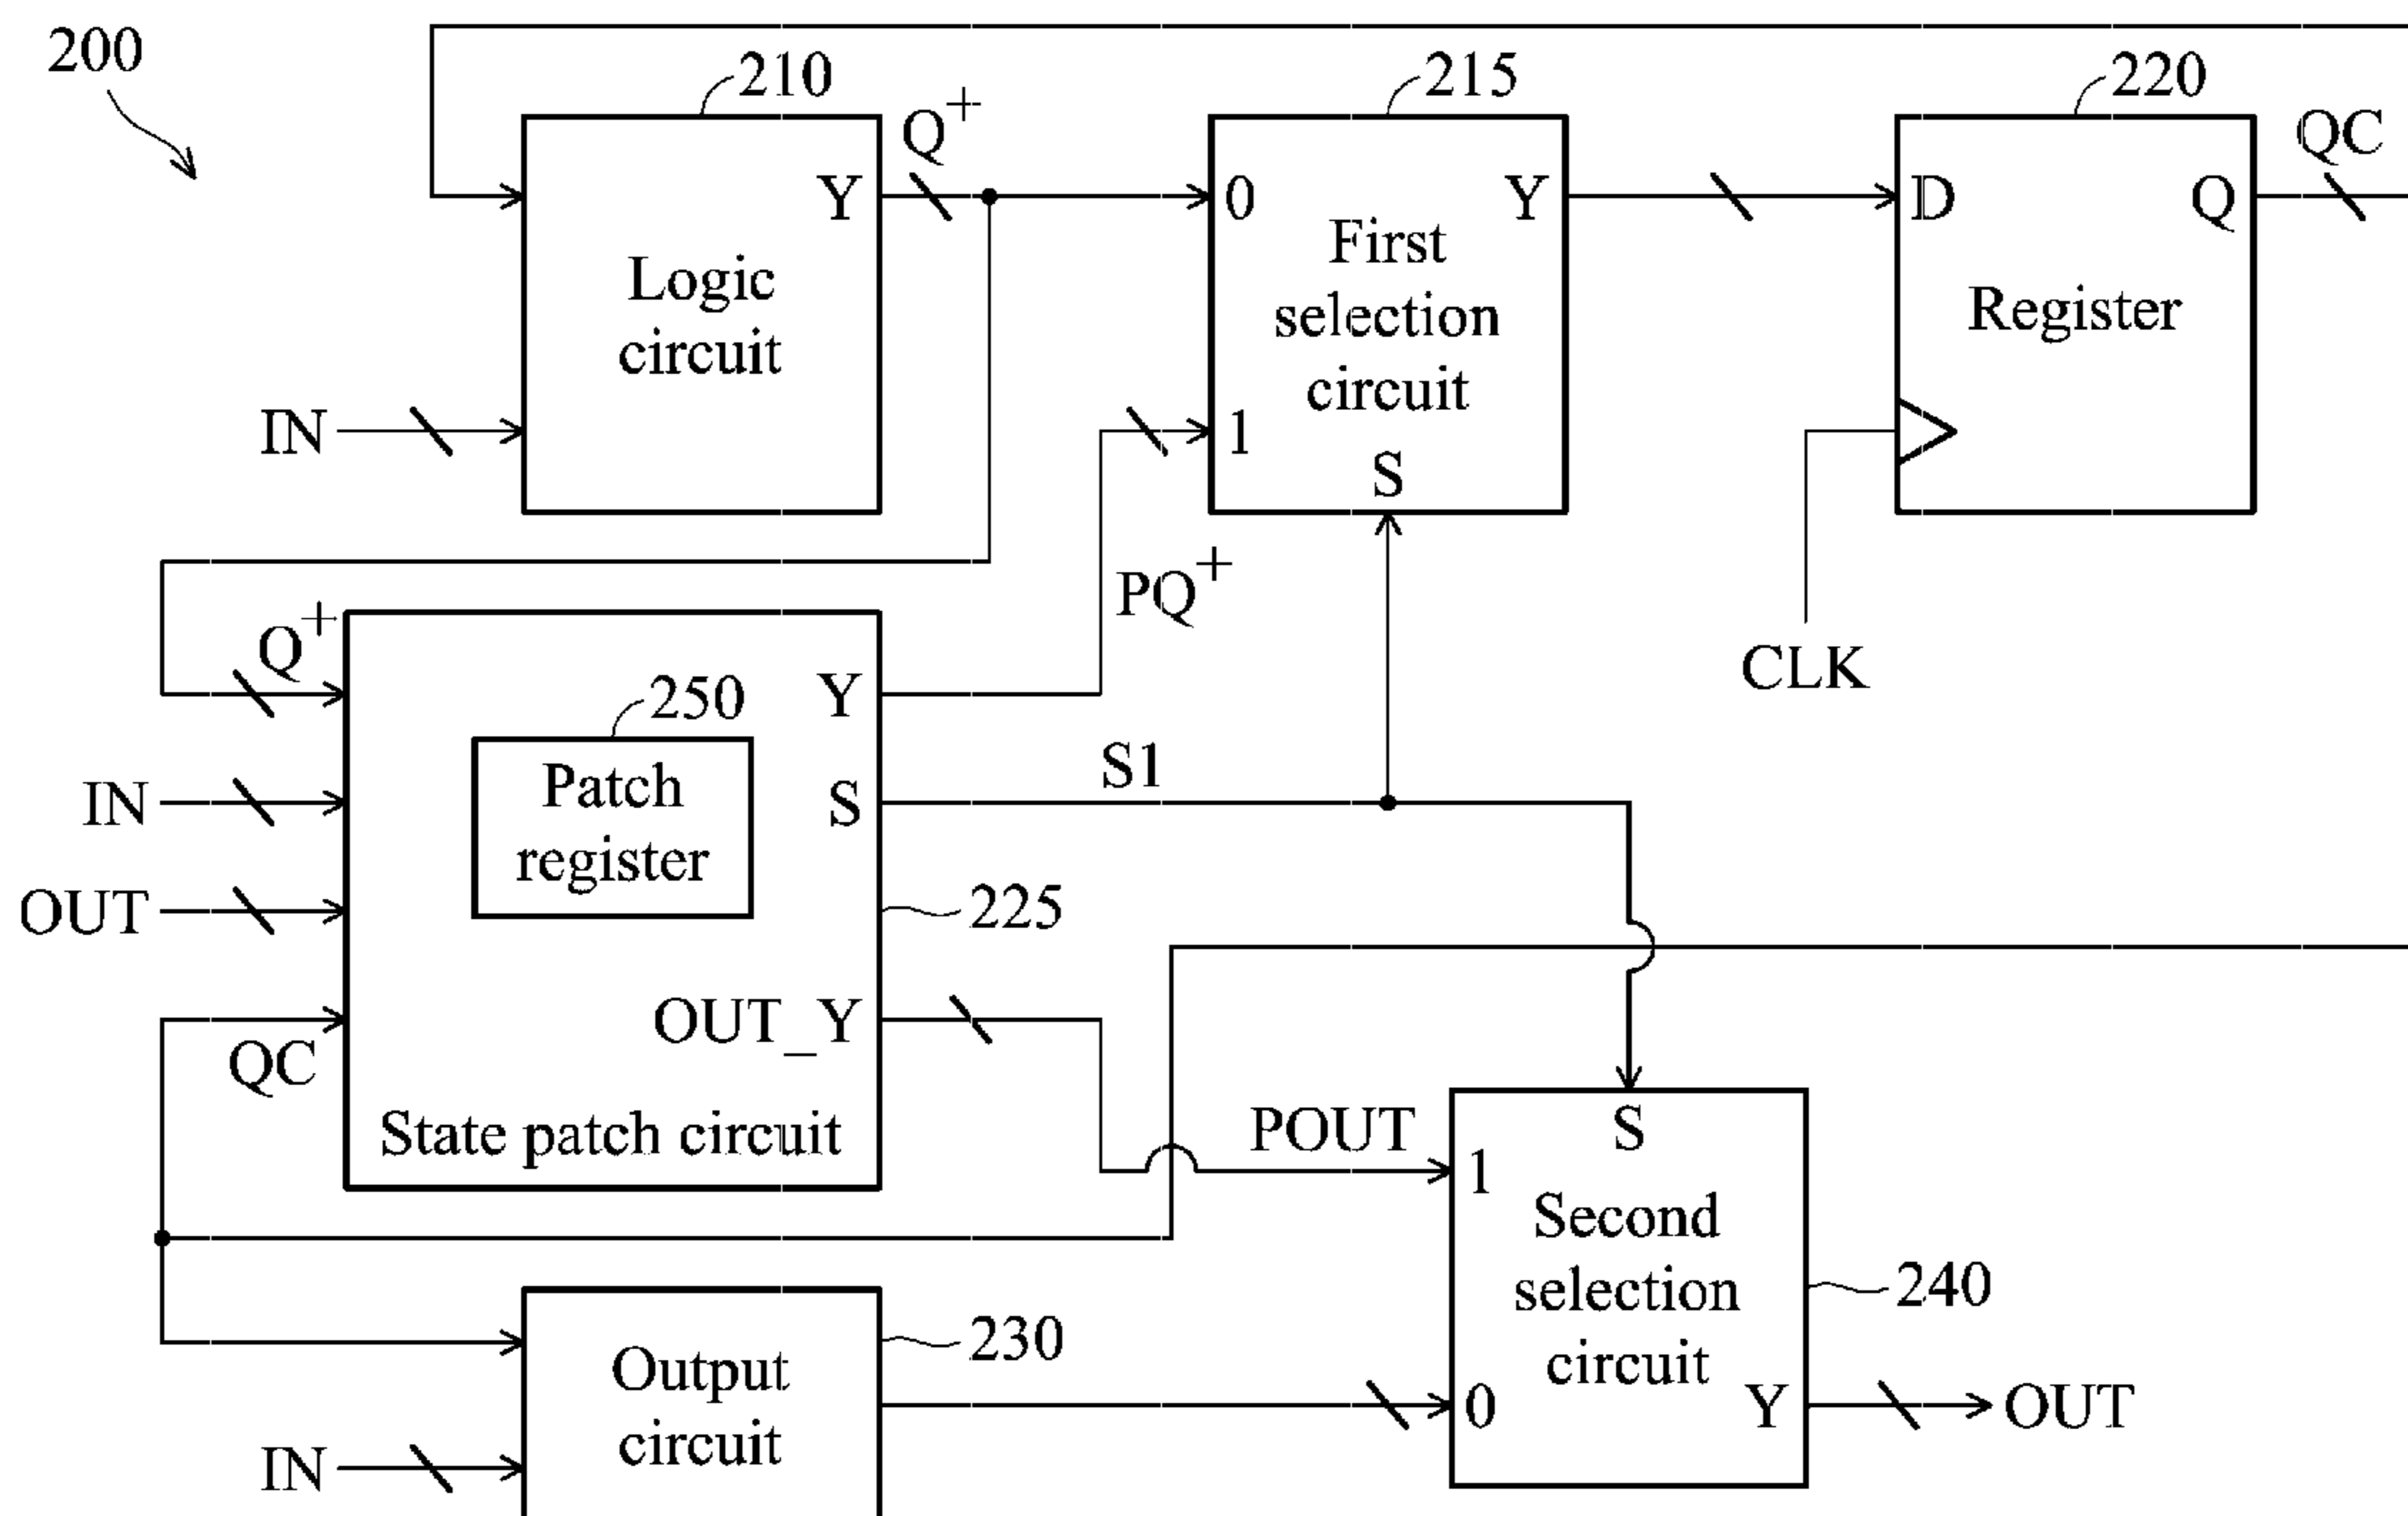 200
210
Q+
215
220
QC
Y
0
Y
D
Q
Logic
circuit
First
selection
circuit
Register
IN
1
S
PQ+
CLK
Q+
250
Y
Patch
register
IN
S
S1
OUT
225
OUT_Y
QC
State patch circuit
POUT
1
S
Second
selection
circuit
240
230
Output
circuit
0
Y
OUT
IN